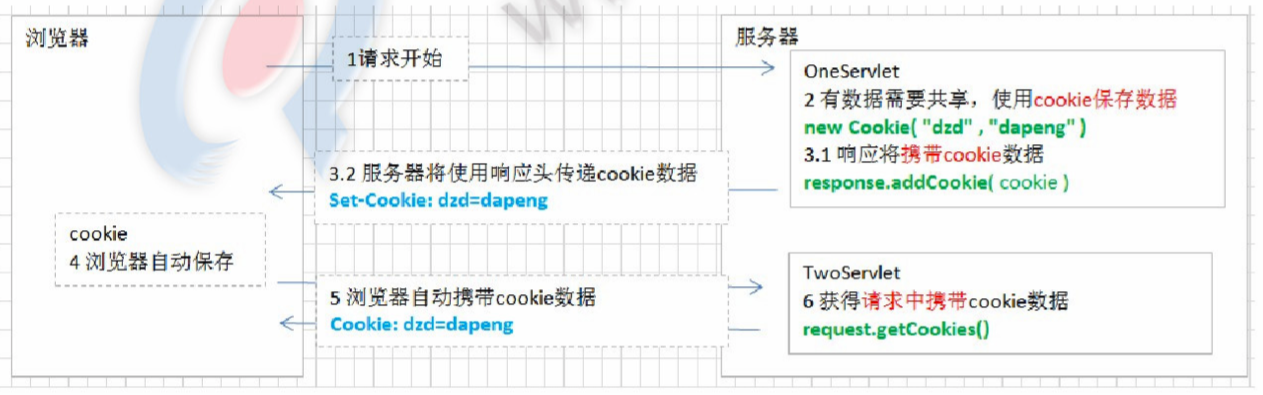 浏览器
1请求开始
服务器
OneServlet
2 有数据需要共享，使用cookie保存数据
new Cookie( "dzd" , "dapeng" )
3.1 响应将携带cookie数据
response.addCookie( cookie )
3.2 服务器将使用响应头传递cookie数据
Set-Cookie: dzd=dapeng
cookie
4 浏览器自动保存
5 浏览器自动携带cookie数据
Cookie: dzd=dapeng
TwoServlet
6 获得请求中携带cookie数据
request.getCookies()